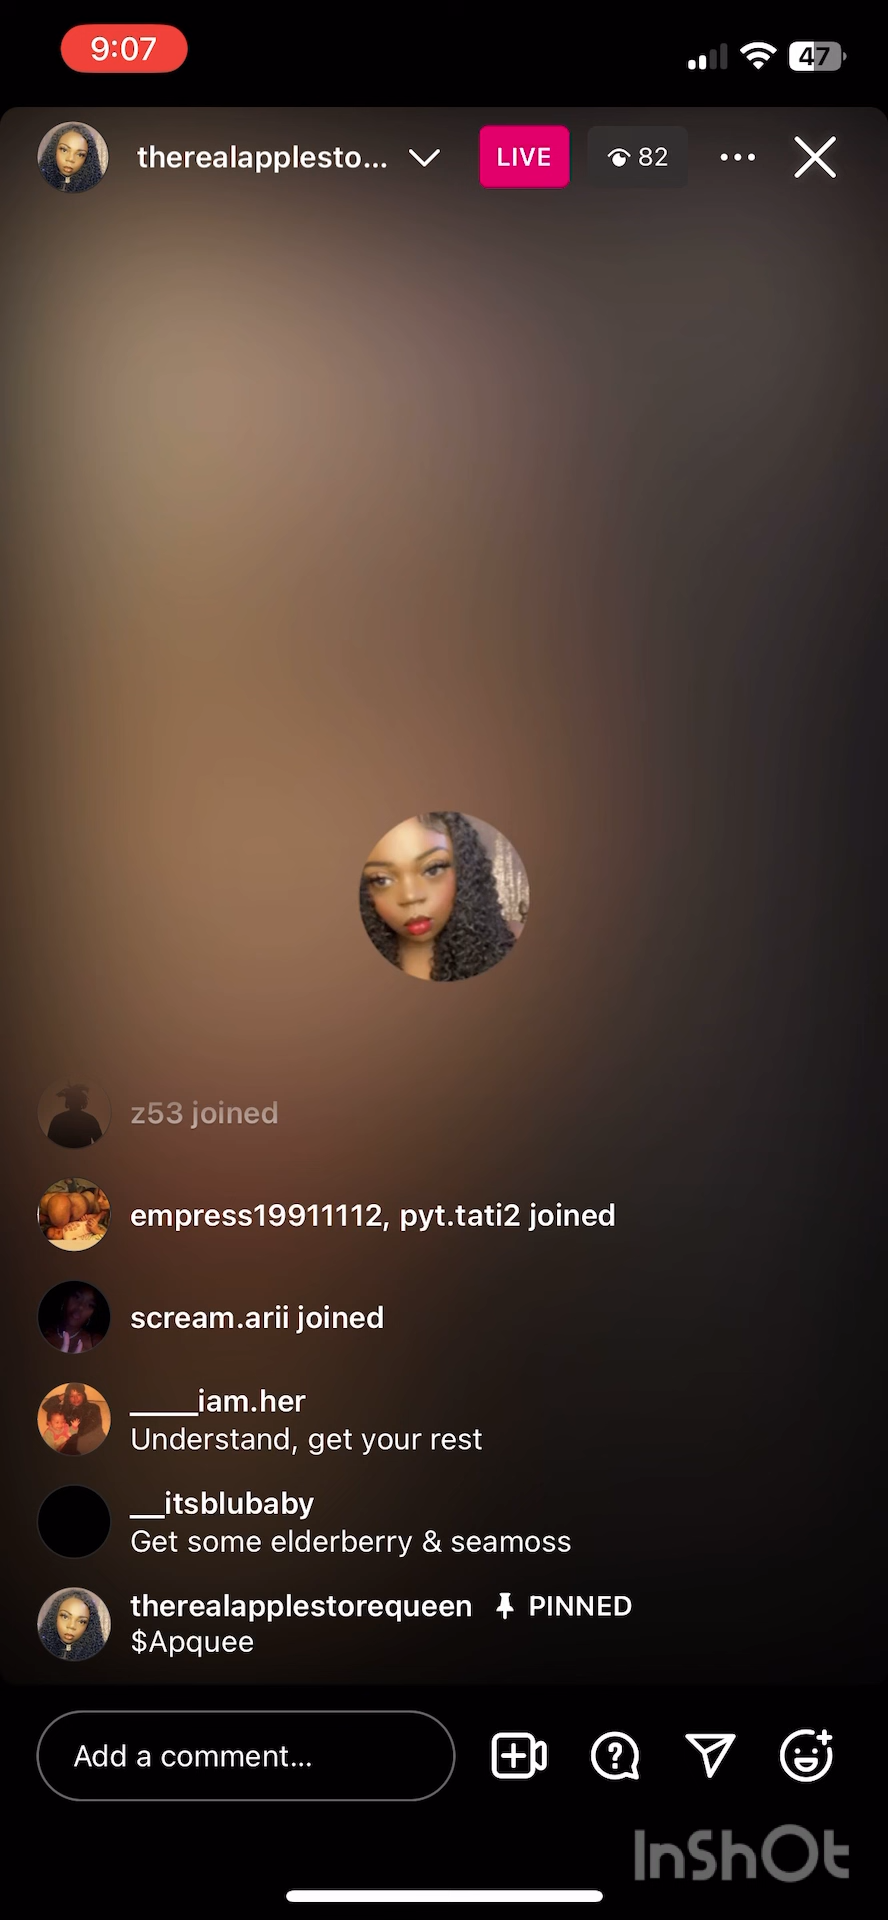 9:07
47
therealapplesto...
LIVE
82
z53 joined
empress19911112, pyt.tati2 joined
scream.arii joined
_____iam.her
Understand, get your rest
__itsblubaby
Get some elderberry & seamoss
therealapplestorequeen PINNED
$Apquee
Add a comment...
InShOt